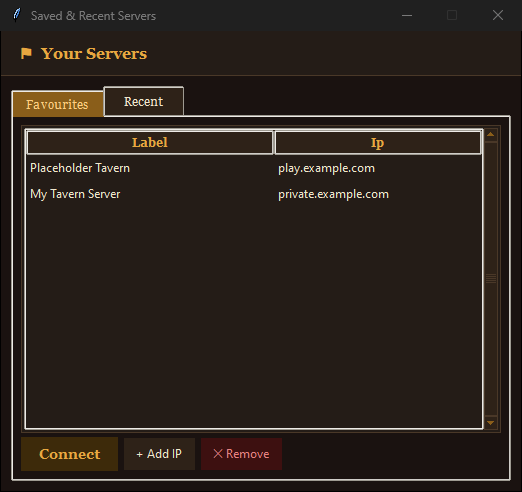 Saved & Recent Servers
Your Servers
Favourites Recent
Label Ip
Placeholder Tavern play.example.com
My Tavern Server private.example.com
Connect + Add IP ✕ Remove